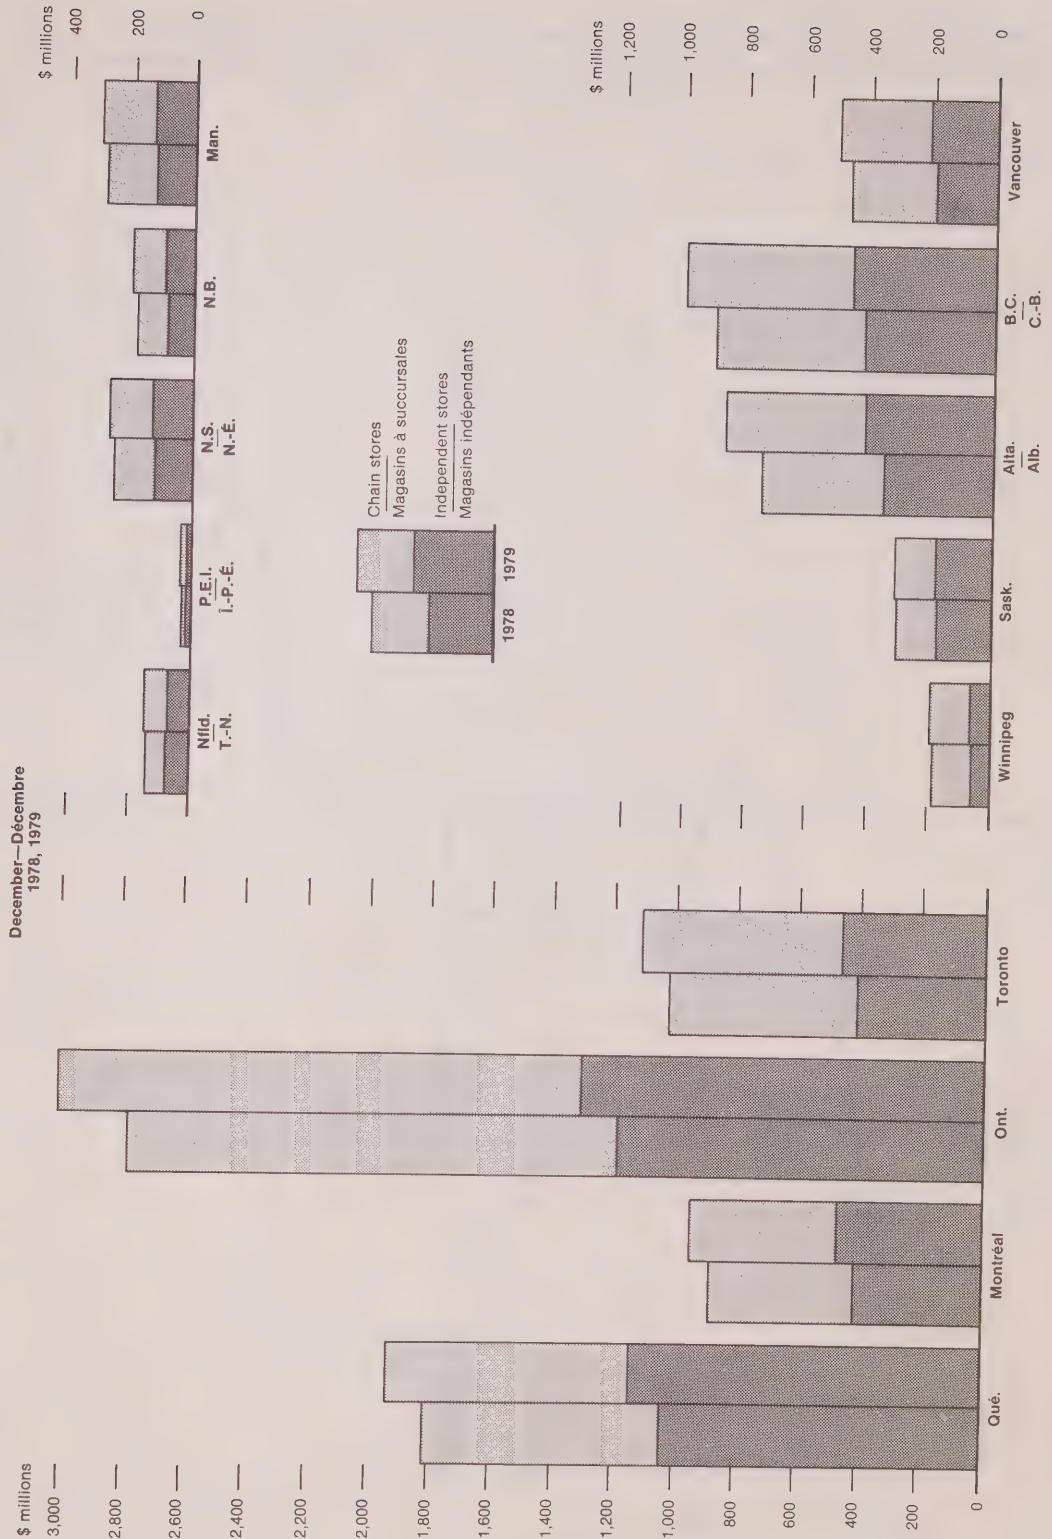 December—Décembre
1978, 1979
$ millions
3,000
2,800
2,600
2,400
2,200
2,000
1,800
1,600
1,400
1,200
1,000
800
600
400
200
0
Qué.
Montréal
Ont.
Toronto
$ millions
400
200
0
Nfld.
T.-N.
P.E.I.
Î.-P.-É.
N.S.
N.-É.
N.B.
Man.
Chain stores
Magasins à succursales
Independent stores
Magasins indépendants
1978
1979
$ millions
1,200
1,000
800
600
400
200
0
Winnipeg
Sask.
Alta.
Alb.
B.C.
C.-B.
Vancouver